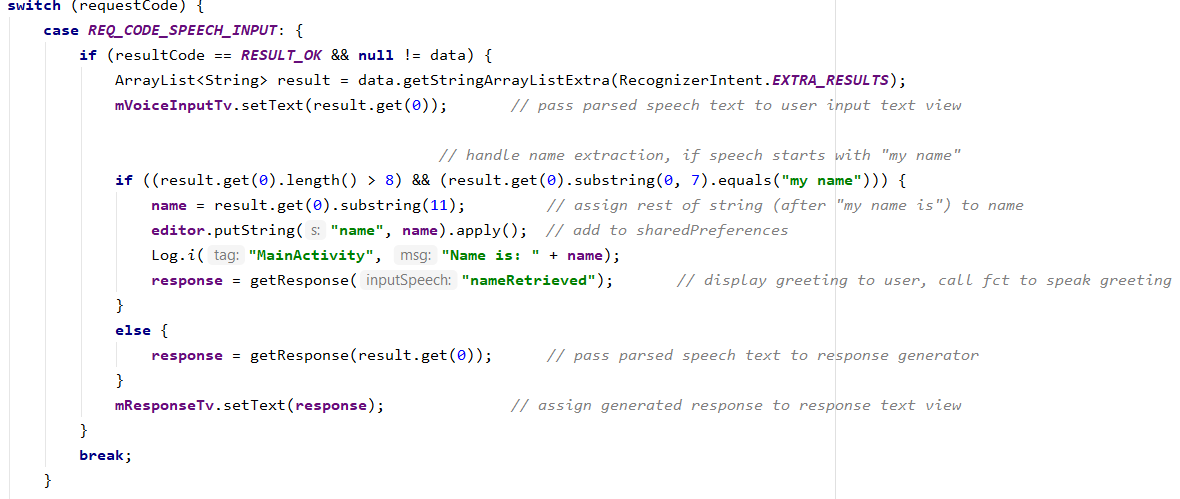 switch (requestCode) {
case REQ_CODE_SPEECH_INPUT: {
if (resultCode == RESULT_OK && null != data) {
ArrayList<String> result = data.getStringArrayListExtra(RecognizerIntent.EXTRA_RESULTS);
mVoiceInputTv.setText(result.get(0)); // pass parsed speech text to user input text view
// handle name extraction, if speech starts with "my name"
if ((result.get(0).length() > 8) && (result.get(0).substring(0, 7).equals("my name"))) {
name = result.get(0).substring(11); // assign rest of string (after "my name is") to name
editor.putString( s: "name", name).apply(); // add to sharedPreferences
Log.i( tag: "MainActivity", msg: "Name is: " + name);
response = getResponse( inputSpeech: "nameRetrieved"); // display greeting to user, call fct to speak greeting
}
else {
response = getResponse(result.get(0)); // pass parsed speech text to response generator
}
mResponseTv.setText(response); // assign generated response to response text view
}
break;
}